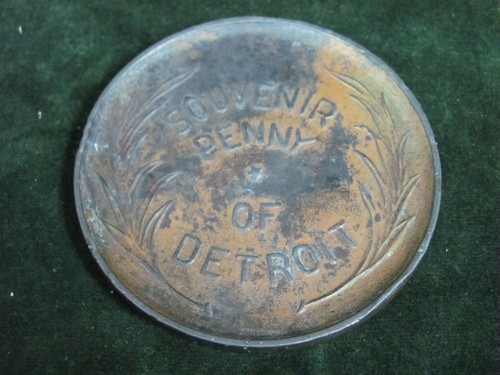 SOUVENIR
PENNY
OF
DETROIT